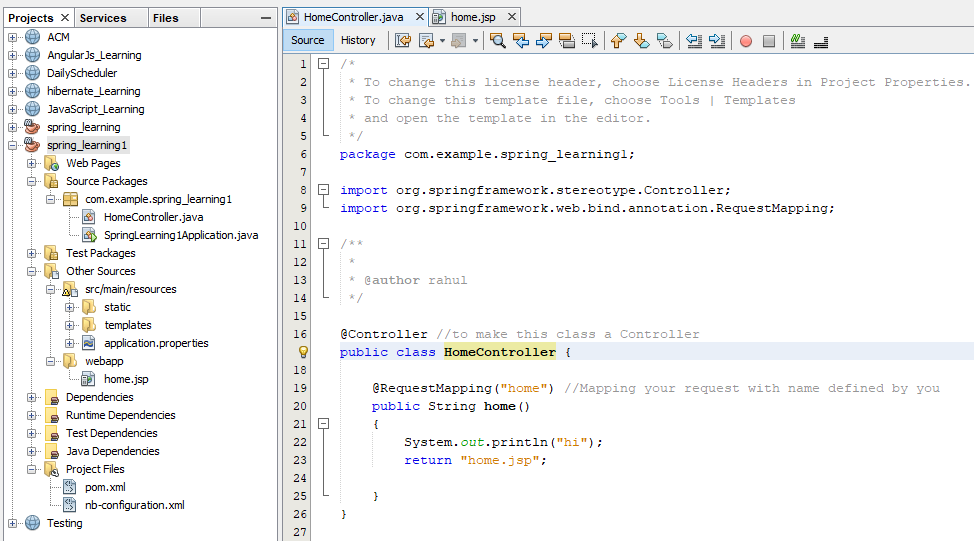 Projects × Services Files
ACM
AngularJs_Learning
DailyScheduler
hibernate_Learning
JavaScript_Learning
spring_learning
spring_learning1
Web Pages
Source Packages
com.example.spring_learning1
HomeController.java
SpringLearning1Application.java
Test Packages
Other Sources
src/main/resources
static
templates
application.properties
webapp
home.jsp
Dependencies
Runtime Dependencies
Test Dependencies
Java Dependencies
Project Files
pom.xml
nb-configuration.xml
Testing
HomeController.java × home.jsp ×
Source History
1 /*
2 * To change this license header, choose License Headers in Project Properties.
3 * To change this template file, choose Tools | Templates
4 * and open the template in the editor.
5 */
6 package com.example.spring_learning1;
7
8 import org.springframework.stereotype.Controller;
9 import org.springframework.web.bind.annotation.RequestMapping;
10
11 /**
12 *
13 * @author rahul
14 */
15
16 @Controller //to make this class a Controller
public class HomeController {
18
19 @RequestMapping("home") //Mapping your request with name defined by you
20 public String home()
21 {
22 System.out.println("hi");
23 return "home.jsp";
24
25 }
26 }
27